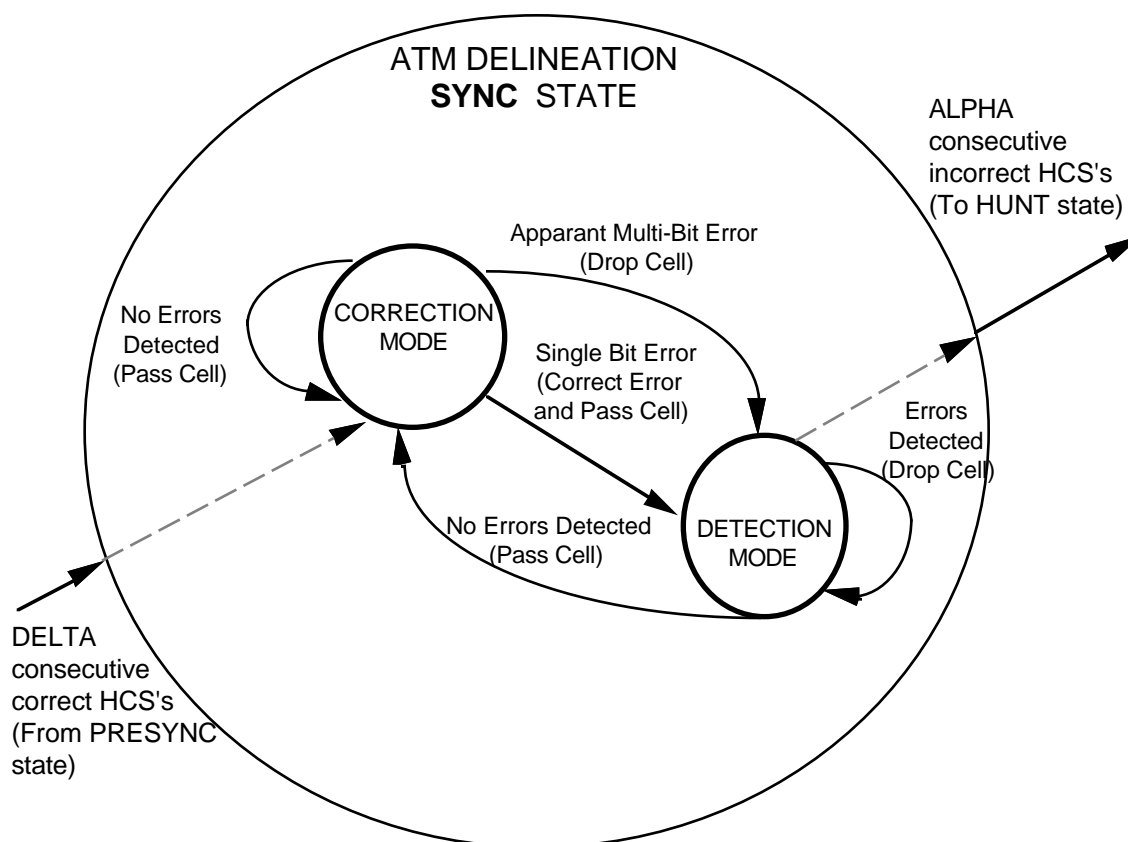 ATM DELINEATION
SYNC STATE
ALPHA
consecutive
incorrect HCS's
(To HUNT state)
Apparant Multi-Bit Error
(Drop Cell)
No Errors
Detected
(Pass Cell)
CORRECTION
MODE
Single Bit Error
(Correct Error
and Pass Cell)
Errors
Detected
(Drop Cell)
No Errors Detected
(Pass Cell)
DETECTION
MODE
DELTA
consecutive
correct HCS's
(From PRESYNC
state)